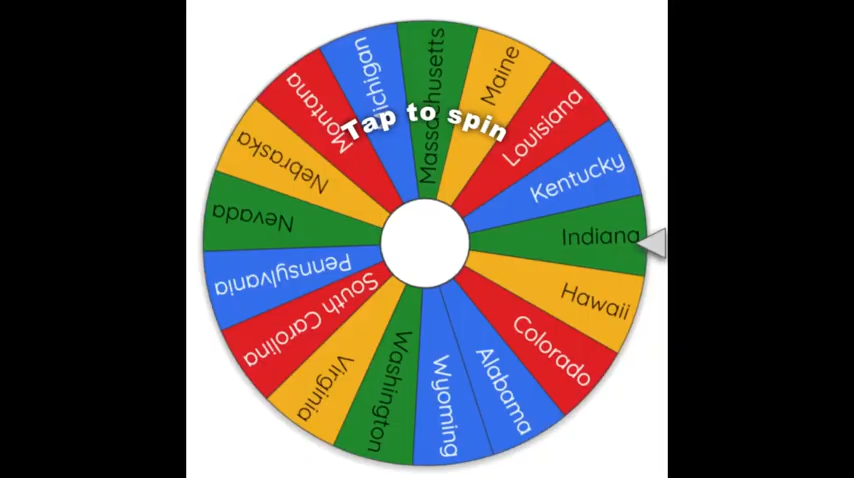 Tap to spin
Massachusetts
Maine
Louisiana
Kentucky
Indiana
Hawaii
Colorado
Alabama
Wyoming
Washington
Virginia
South Carolina
Pennsylvania
Nevada
Nebraska
Montana
Michigan